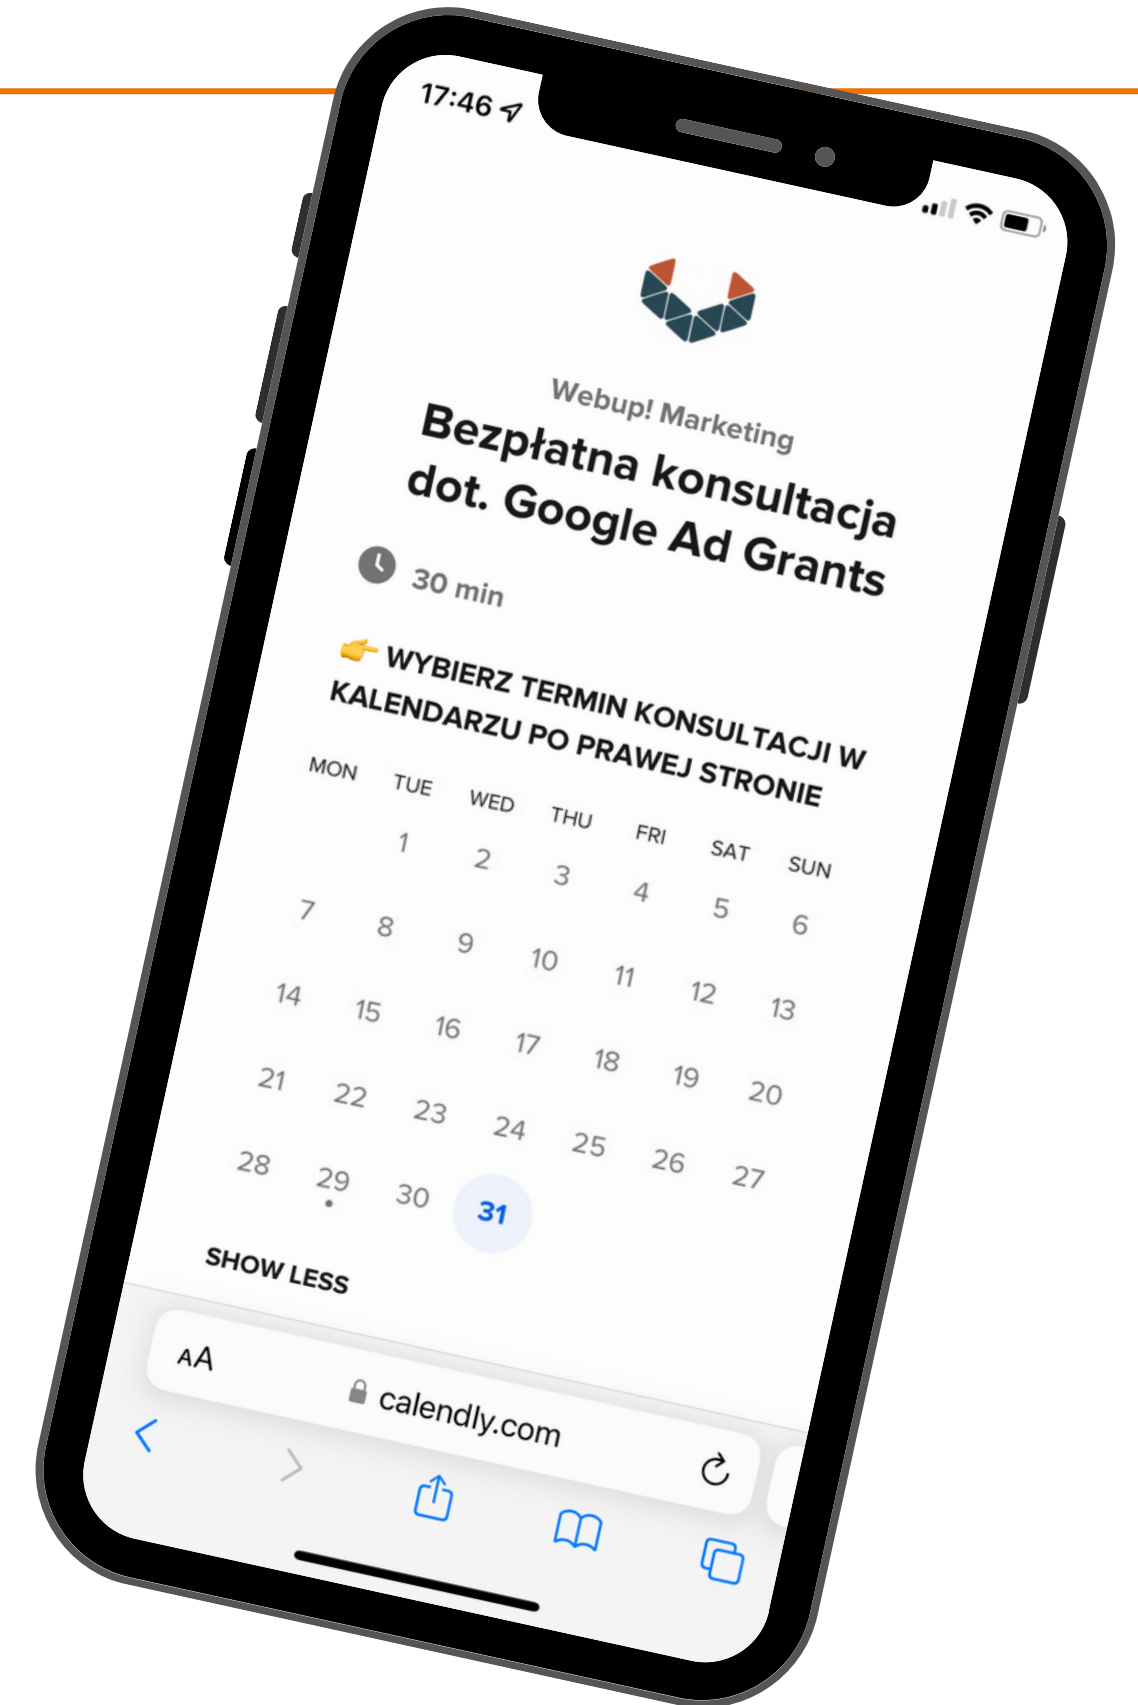 17:46
Webup! Marketing
Bezpłatna konsultacja
dot. Google Ad Grants
30 min
👉 WYBIERZ TERMIN KONSULTACJI W
KALENDARZU PO PRAWEJ STRONIE
MON TUE WED THU FRI SAT SUN
1 2 3 4 5 6
7 8 9 10 11 12 13
14 15 16 17 18 19 20
21 22 23 24 25 26 27
28 29 30 31
SHOW LESS
AA calendly.com